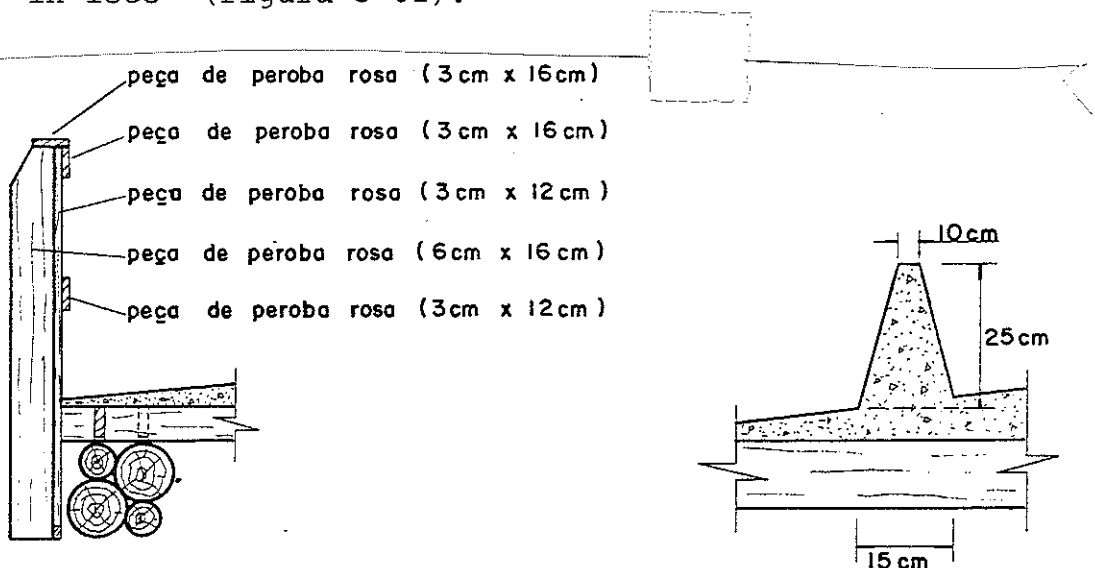 peça de peroba rosa (3cm x 16cm)
peça de peroba rosa (3cm x 16cm)
peça de peroba rosa (3cm x 12cm)
peça de peroba rosa (6cm x 16cm)
peça de peroba rosa (3cm x 12cm)
10cm
25cm
15cm